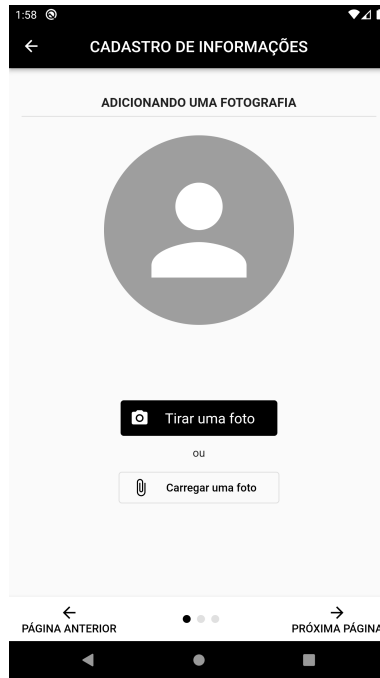 1:58
CADASTRO DE INFORMAÇÕES
ADICIONANDO UMA FOTOGRAFIA
Tirar uma foto
ou
Carregar uma foto
PÁGINA ANTERIOR
PRÓXIMA PÁGINA